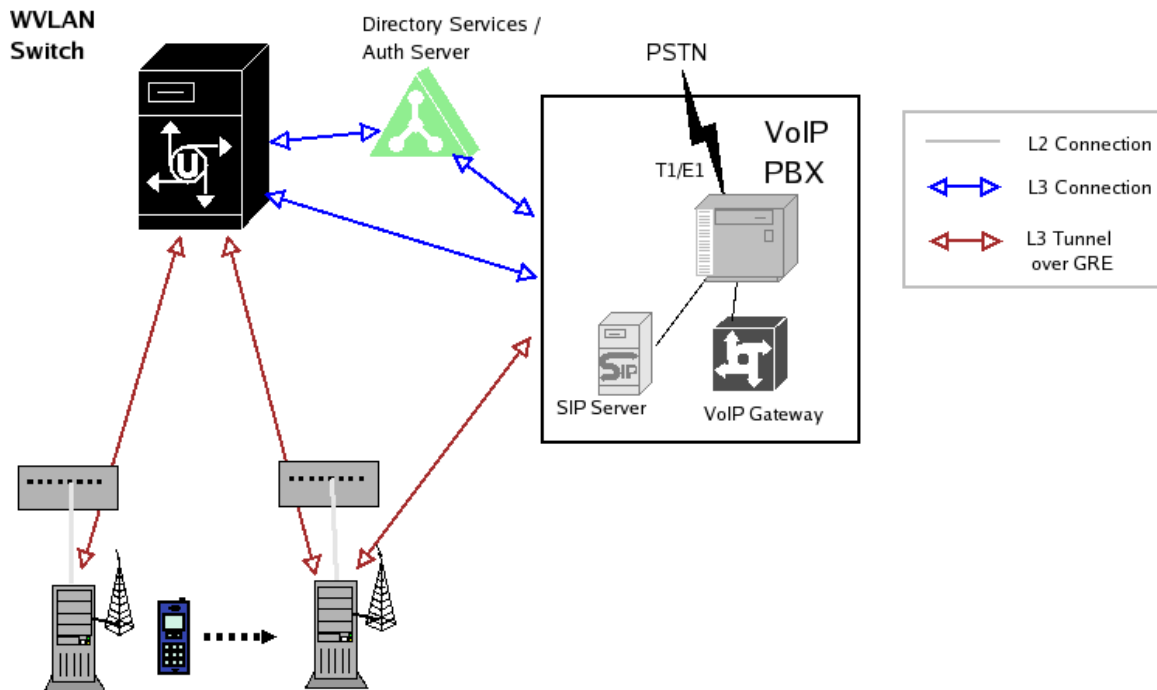 WVLAN
Switch
Directory Services /
Auth Server
U
PSTN
VoIP
PBX
T1/E1
SIP
SIP Server
VoIP Gateway
L2 Connection
L3 Connection
L3 Tunnel
over GRE